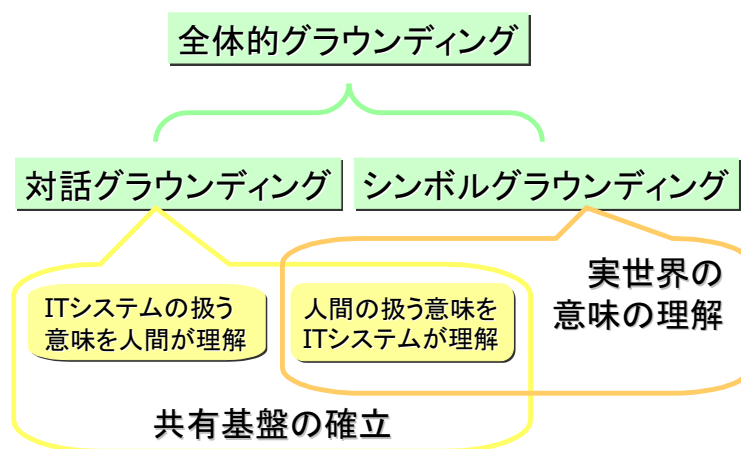 全体的グラウンディング
対話グラウンディング
シンボルグラウンディング
実世界の
意味の理解
ITシステムの扱う
意味を人間が理解
人間の扱う意味を
ITシステムが理解
共有基盤の確立